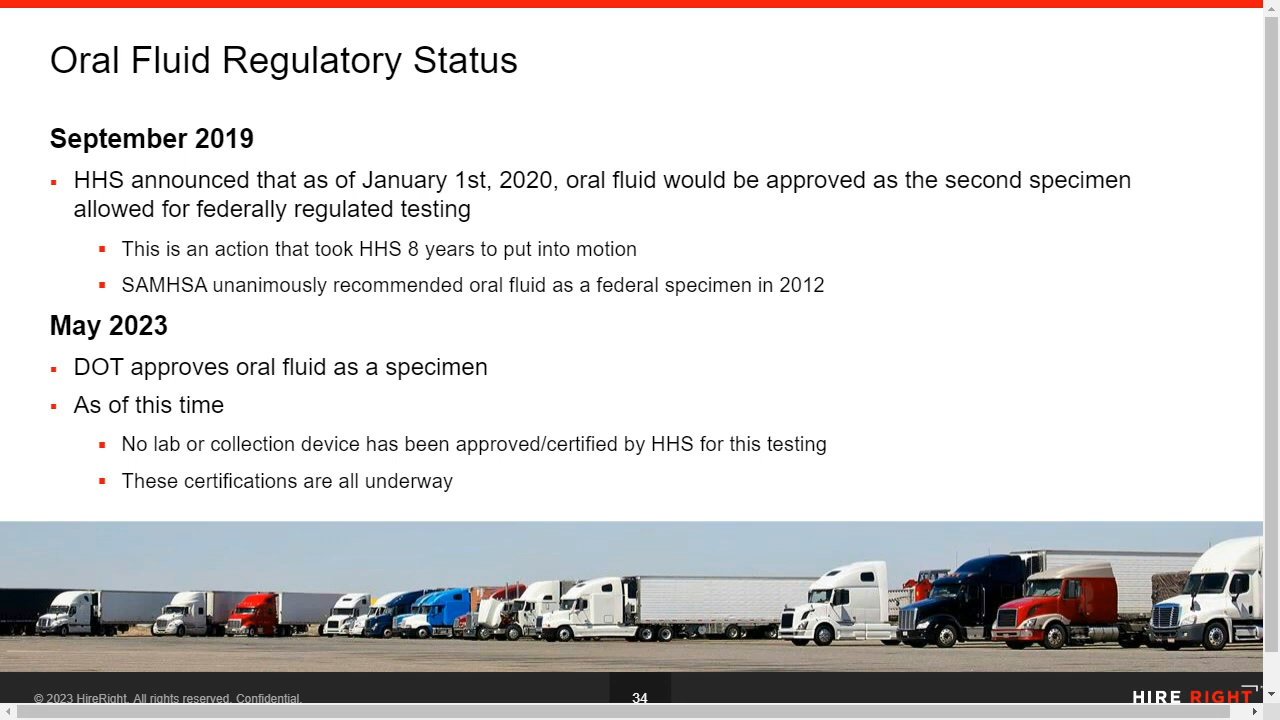 Oral Fluid Regulatory Status
September 2019
HHS announced that as of January 1st, 2020, oral fluid would be approved as the second specimen
allowed for federally regulated testing
This is an action that took HHS 8 years to put into motion
SAMHSA unanimously recommended oral fluid as a federal specimen in 2012
May 2023
DOT approves oral fluid as a specimen
As of this time
No lab or collection device has been approved/certified by HHS for this testing
These certifications are all underway
© 2023 HireRight. All rights reserved. Confidential.
34
HIRE RIGHT